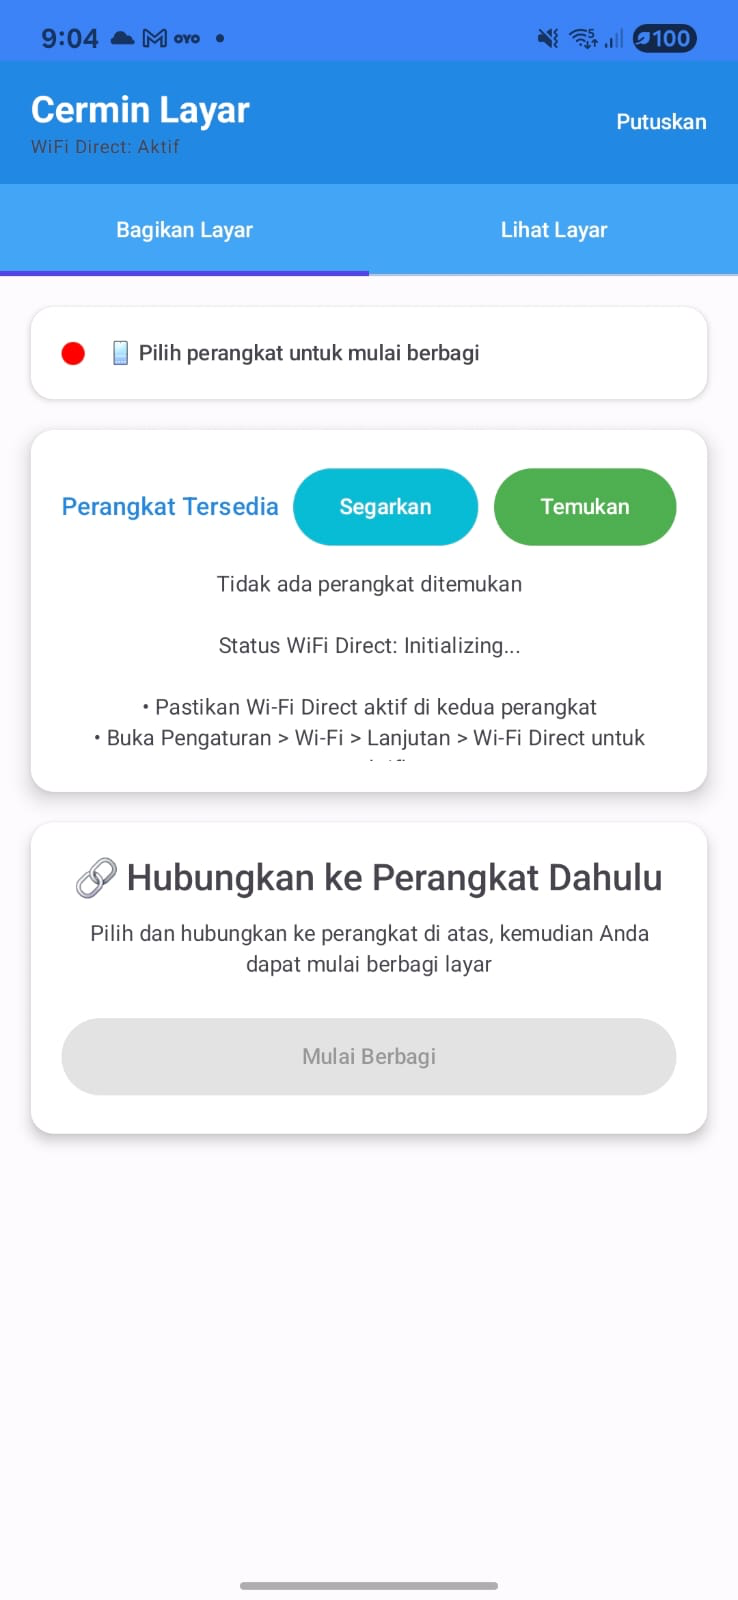 9:04
OYO
5
100
Cermin Layar
WiFi Direct: Aktif
Putuskan
Bagikan Layar
Lihat Layar
Pilih perangkat untuk mulai berbagi
Perangkat Tersedia
Segarkan
Temukan
Tidak ada perangkat ditemukan
Status WiFi Direct: Initializing...
• Pastikan Wi-Fi Direct aktif di kedua perangkat
• Buka Pengaturan > Wi-Fi > Lanjutan > Wi-Fi Direct untuk
Hubungkan ke Perangkat Dahulu
Pilih dan hubungkan ke perangkat di atas, kemudian Anda
dapat mulai berbagi layar
Mulai Berbagi